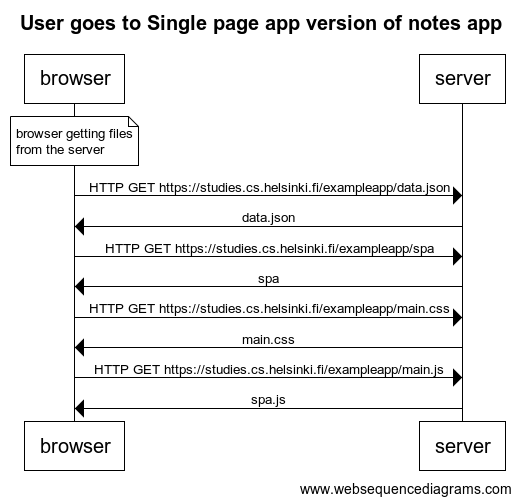 User goes to Single page app version of notes app
browser server
browser getting files
from the server
HTTP GET https://studies.cs.helsinki.fi/exampleapp/data.json
data.json
HTTP GET https://studies.cs.helsinki.fi/exampleapp/spa
spa
HTTP GET https://studies.cs.helsinki.fi/exampleapp/main.css
main.css
HTTP GET https://studies.cs.helsinki.fi/exampleapp/main.js
spa.js
browser server
www.websequencediagrams.com